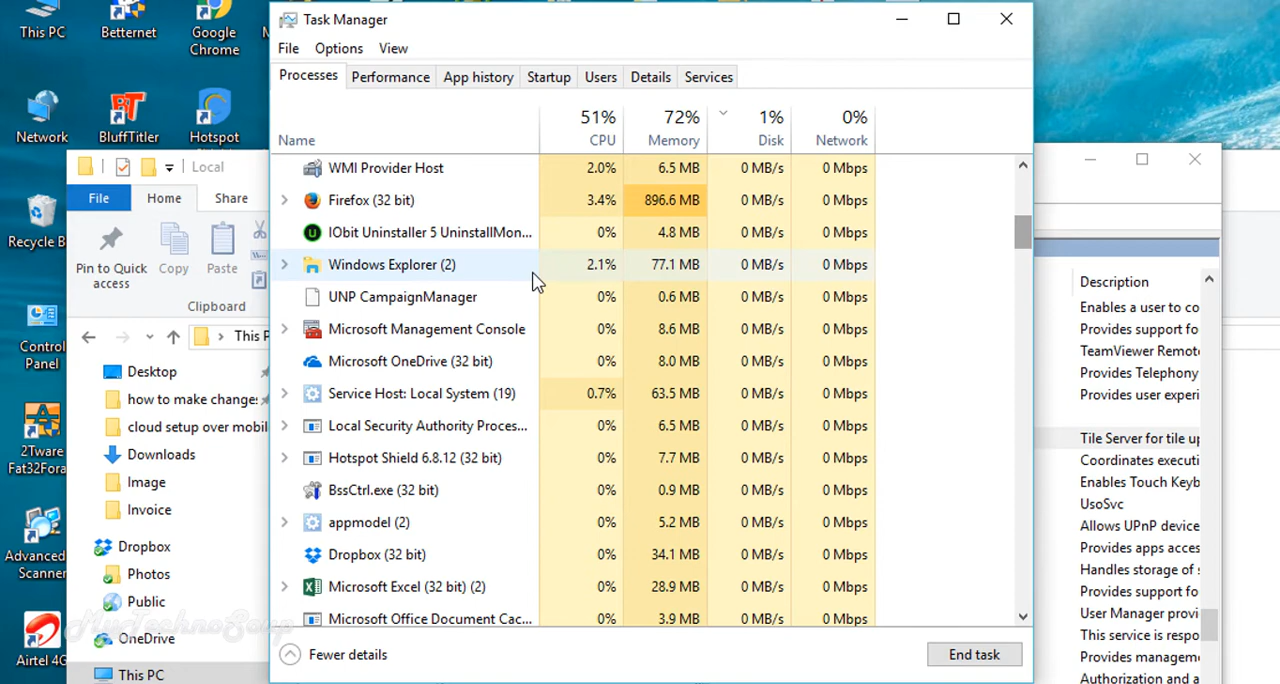 This PC
Betternet
Google
Chrome
Network
BluffTitler
Hotspot
Recycle B
Control
Panel
2Tware
Fat32Fora
Advanced
Scanner
Airtel 4G
Local
File
Home
Share
Pin to Quick
access
Copy
Paste
Clipboard
This P
Desktop
how to make changes
cloud setup over mobil
Downloads
Image
Invoice
Dropbox
Photos
Public
OneDrive
This PC
MyTechnoSoup
Task Manager
File Options View
Processes Performance App history Startup Users Details Services
51% 72% 1% 0%
Name CPU Memory Disk Network
WMI Provider Host 2.0% 6.5 MB 0 MB/s 0 Mbps
Firefox (32 bit) 3.4% 896.6 MB 0 MB/s 0 Mbps
IObit Uninstaller 5 UninstallMon... 0% 4.8 MB 0 MB/s 0 Mbps
Windows Explorer (2) 2.1% 77.1 MB 0 MB/s 0 Mbps
UNP CampaignManager 0% 0.6 MB 0 MB/s 0 Mbps
Microsoft Management Console 0% 8.6 MB 0 MB/s 0 Mbps
Microsoft OneDrive (32 bit) 0% 8.0 MB 0 MB/s 0 Mbps
Service Host: Local System (19) 0.7% 63.5 MB 0 MB/s 0 Mbps
Local Security Authority Proces... 0% 6.5 MB 0 MB/s 0 Mbps
Hotspot Shield 6.8.12 (32 bit) 0% 7.7 MB 0 MB/s 0 Mbps
BssCtrl.exe (32 bit) 0% 0.9 MB 0 MB/s 0 Mbps
appmodel (2) 0% 5.2 MB 0 MB/s 0 Mbps
Dropbox (32 bit) 0% 34.1 MB 0 MB/s 0 Mbps
Microsoft Excel (32 bit) (2) 0% 28.9 MB 0 MB/s 0 Mbps
Microsoft Office Document Cac... 0% 3.9 MB 0 MB/s 0 Mbps
Fewer details
End task
Description
Enables a user to co
Provides support fo
TeamViewer Remote
Provides Telephony
Provides user experi
Tile Server for tile up
Coordinates executi
Enables Touch Keyb
UsoSvc
Allows UPnP device
Provides apps acces
Handles storage of s
Provides support fo
User Manager provi
This service is respo
Provides managem
Authorization and a